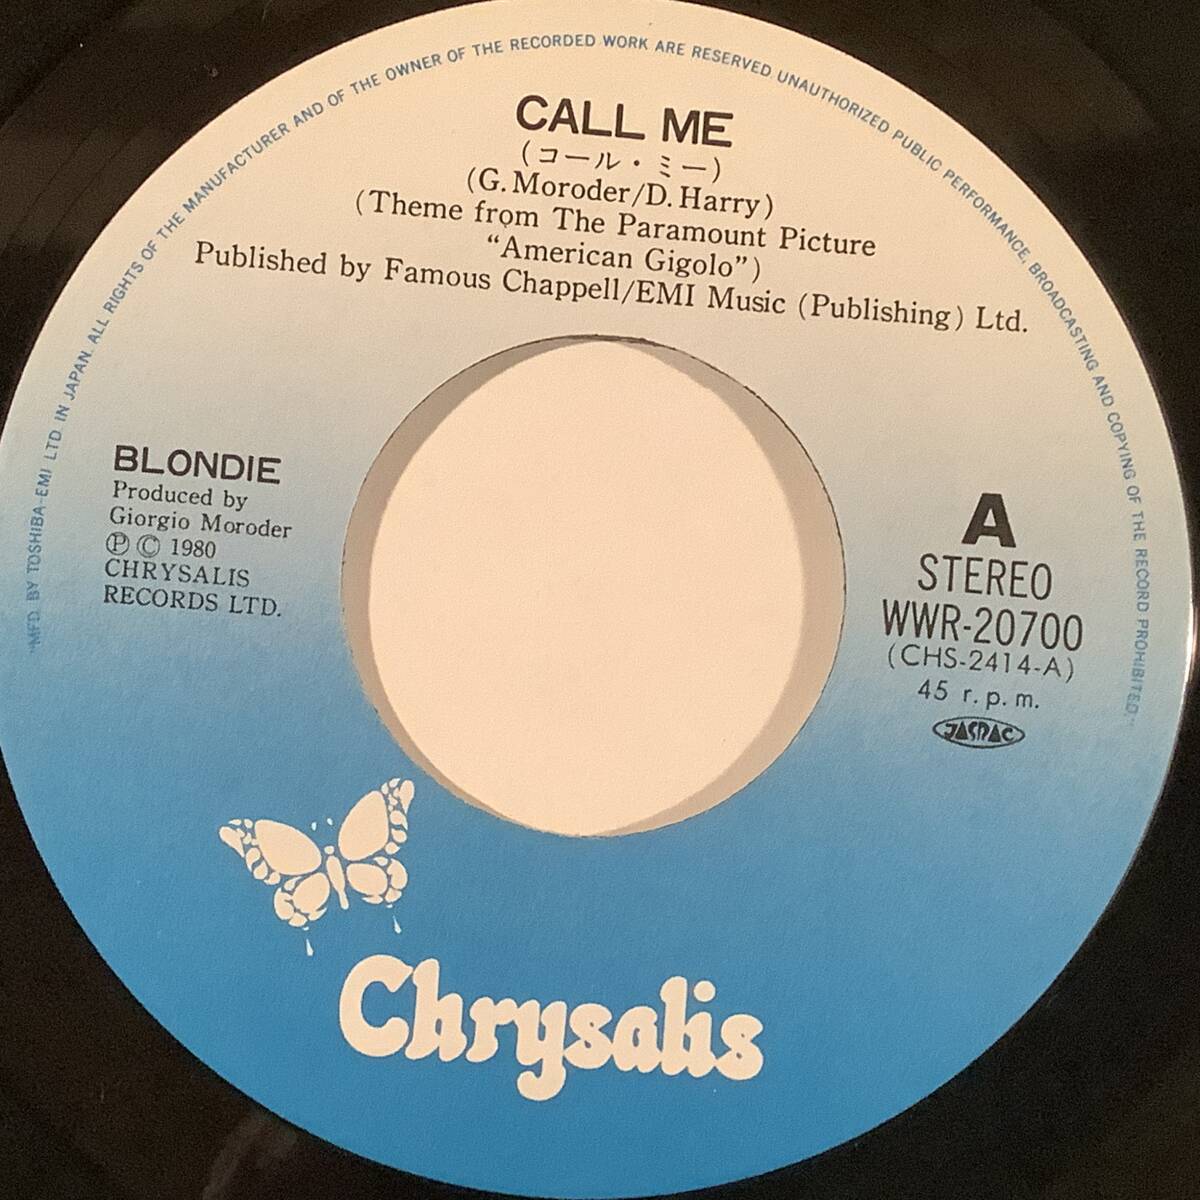 "MFD. BY TOSHIBA-EMI LTD. IN JAPAN. ALL RIGHTS OF THE MANUFACTURER AND OF THE OWNER OF THE RECORDED WORK ARE RESERVED. UNAUTHORIZED PUBLIC PERFORMANCE, BROADCASTING AND COPYING OF THE RECORD PROHIBITED."
CALL ME
(コール・ミー)
(G. Moroder/D. Harry)
(Theme from The Paramount Picture
“American Gigolo”)
Published by Famous Chappell/EMI Music (Publishing) Ltd.
BLONDIE
Produced by
Giorgio Moroder
Ⓟ Ⓒ 1980
CHRYSALIS
RECORDS LTD.
A
STEREO
WWR-20700
(CHS-2414-A)
45 r.p.m.
JASRAC
Chrysalis